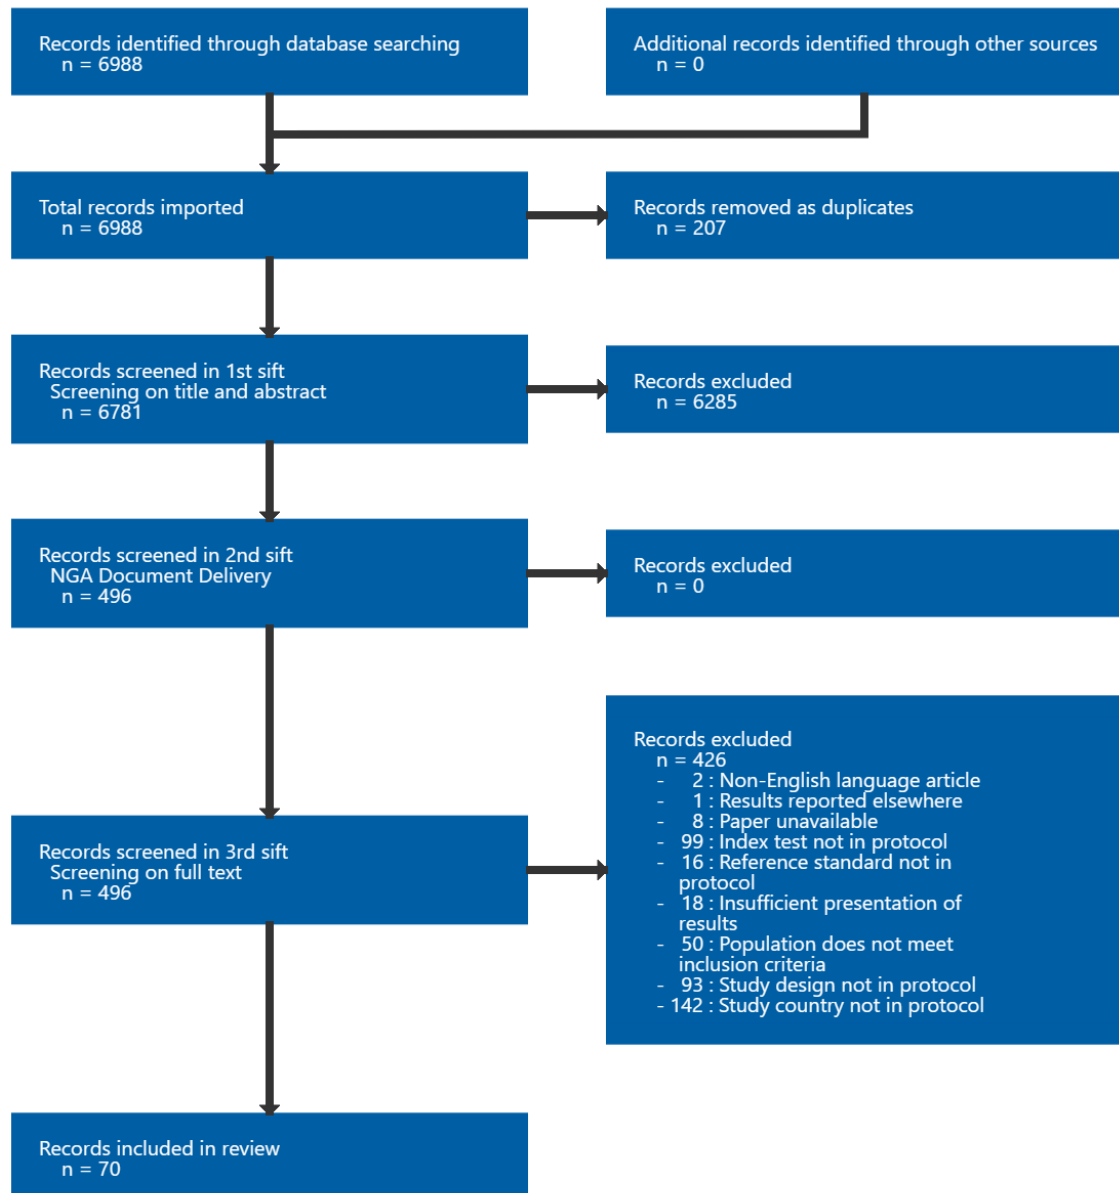 Records identified through database searching
n = 6988
Additional records identified through other sources
n = 0
Total records imported
n = 6988
Records removed as duplicates
n = 207
Records screened in 1st sift
Screening on title and abstract
n = 6781
Records excluded
n = 6285
Records screened in 2nd sift
NGA Document Delivery
n = 496
Records excluded
n = 0
Records screened in 3rd sift
Screening on full text
n = 496
Records excluded
n = 426
- 2 : Non-English language article
- 1 : Results reported elsewhere
- 8 : Paper unavailable
- 99 : Index test not in protocol
- 16 : Reference standard not in
protocol
- 18 : Insufficient presentation of
results
- 50 : Population does not meet
inclusion criteria
- 93 : Study design not in protocol
- 142 : Study country not in protocol
Records included in review
n = 70